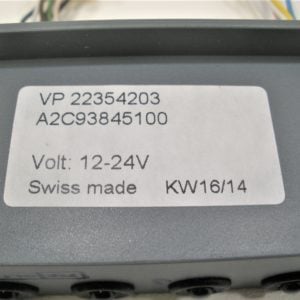 VP 22354203
A2C93845100
Volt: 12-24V
Swiss made KW16/14